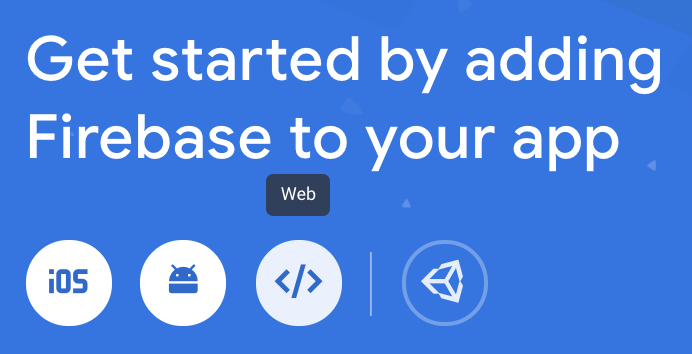 Get started by adding
Firebase to your app
Web
iOS